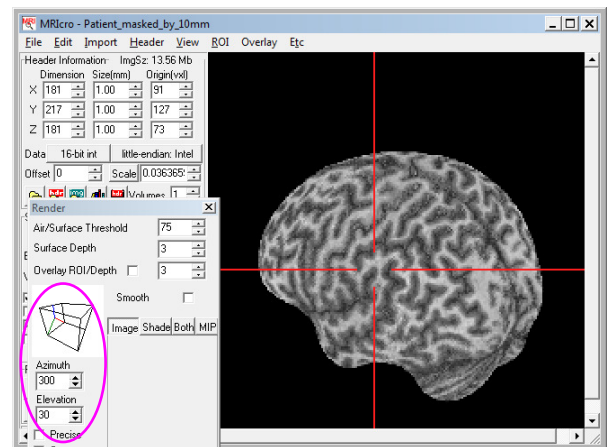 MRIcro - Patient_masked_by_10mm
File Edit Import Header View ROI Overlay Etc
Header Information ImgSz: 13.56 Mb
Dimension Size(mm) Origin(vxl)
X 181 1.00 91
Y 217 1.00 127
Z 181 1.00 73
Data 16-bit int little-endian: Intel
Offset 0 Scale 0.036365
Volumes 1
Render
Air/Surface Threshold 75
Surface Depth 3
Overlay ROI/Depth 3
Smooth
Image Shade Both MIP
Azimuth
300
Elevation
30
Precise